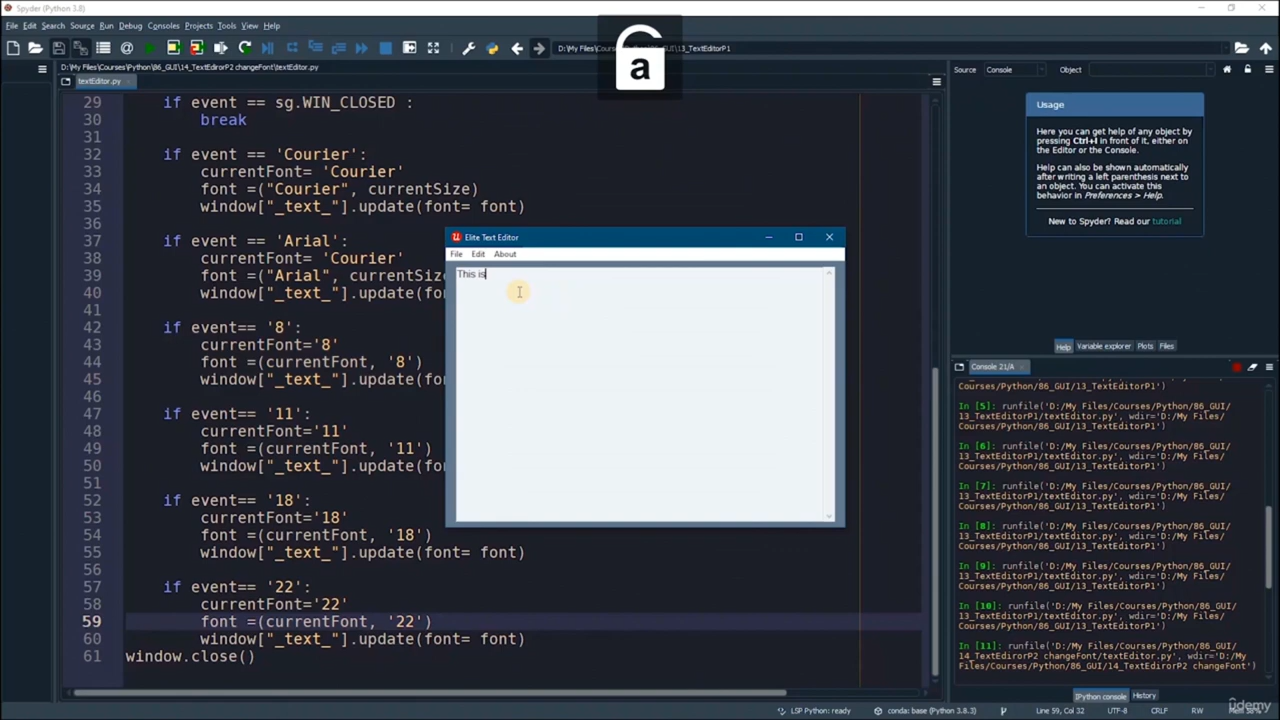 Spyder (Python 3.8)
File Edit Search Source Run Debug Consoles Projects Tools View Help
D:\My Files\Courses\Python\86_GUI\13_TextEditorP1
a
D:\My Files\Courses\Python\86_GUI\14_TextEdirorP2 changeFont\textEditor.py
textEditor.py
29 if event == sg.WIN_CLOSED :
30 break
31
32 if event == 'Courier':
33 currentFont= 'Courier'
34 font =("Courier", currentSize)
35 window["_text_"].update(font= font)
36
37 if event == 'Arial':
38 currentFont= 'Courier'
39 font =("Arial", currentSize
40 window["_text_"].update(fo
41
42 if event== '8':
43 currentFont='8'
44 font =(currentFont, '8')
45 window["_text_"].update(fo
46
47 if event== '11':
48 currentFont='11'
49 font =(currentFont, '11')
50 window["_text_"].update(fo
51
52 if event== '18':
53 currentFont='18'
54 font =(currentFont, '18')
55 window["_text_"].update(font= font)
56
57 if event== '22':
58 currentFont='22'
59 font =(currentFont, '22')
60 window["_text_"].update(font= font)
61 window.close()
Elite Text Editor
File Edit About
This is
Source Console Object
Usage
Here you can get help of any object by
pressing Ctrl+I in front of it, either on
the Editor or the Console.
Help can also be shown automatically
after writing a left parenthesis next to
an object. You can activate this
behavior in Preferences > Help.
New to Spyder? Read our tutorial
Help Variable explorer Plots Files
Console 21/A
Courses/Python/86_GUI/13_TextEditorP1')
In [5]: runfile('D:/My Files/Courses/Python/86_GUI/
13_TextEditorP1/textEditor.py', wdir='D:/My Files/
Courses/Python/86_GUI/13_TextEditorP1')
In [6]: runfile('D:/My Files/Courses/Python/86_GUI/
13_TextEditorP1/textEditor.py', wdir='D:/My Files/
Courses/Python/86_GUI/13_TextEditorP1')
In [7]: runfile('D:/My Files/Courses/Python/86_GUI/
13_TextEditorP1/textEditor.py', wdir='D:/My Files/
Courses/Python/86_GUI/13_TextEditorP1')
In [8]: runfile('D:/My Files/Courses/Python/86_GUI/
13_TextEditorP1/textEditor.py', wdir='D:/My Files/
Courses/Python/86_GUI/13_TextEditorP1')
In [9]: runfile('D:/My Files/Courses/Python/86_GUI/
13_TextEditorP1/textEditor.py', wdir='D:/My Files/
Courses/Python/86_GUI/13_TextEditorP1')
In [10]: runfile('D:/My Files/Courses/Python/86_GUI/
13_TextEditorP1/textEditor.py', wdir='D:/My Files/
Courses/Python/86_GUI/13_TextEditorP1')
In [11]: runfile('D:/My Files/Courses/Python/86_GUI/
14_TextEdirorP2 changeFont/textEditor.py', wdir='D:/My
Files/Courses/Python/86_GUI/14_TextEdirorP2 changeFont')
IPython console History
LSP Python: ready conda: base (Python 3.8.3) Line 59, Col 32 UTF-8 CRLF RW
udemy